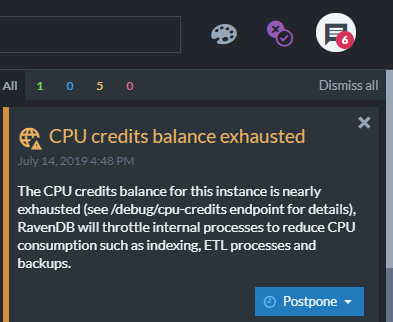 6
All 1 0 5 0 Dismiss all
CPU credits balance exhausted
July 14, 2019 4:48 PM
The CPU credits balance for this instance is nearly
exhausted (see /debug/cpu-credits endpoint for details),
RavenDB will throttle internal processes to reduce CPU
consumption such as indexing, ETL processes and
backups.
Postpone